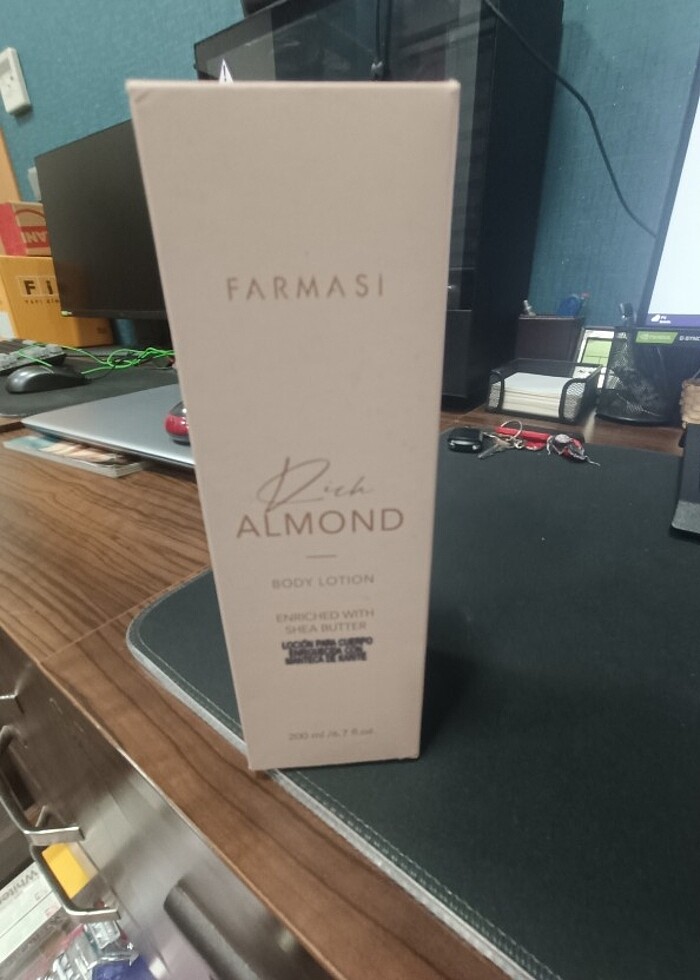 FARMASI
Rich
ALMOND
BODY LOTION
ENRICHED WITH
SHEA BUTTER
LOCIÓN PARA CUERPO
ENRIQUECIDA CON
MANTECA DE KARITÉ
200 ml /6.7 fl.oz